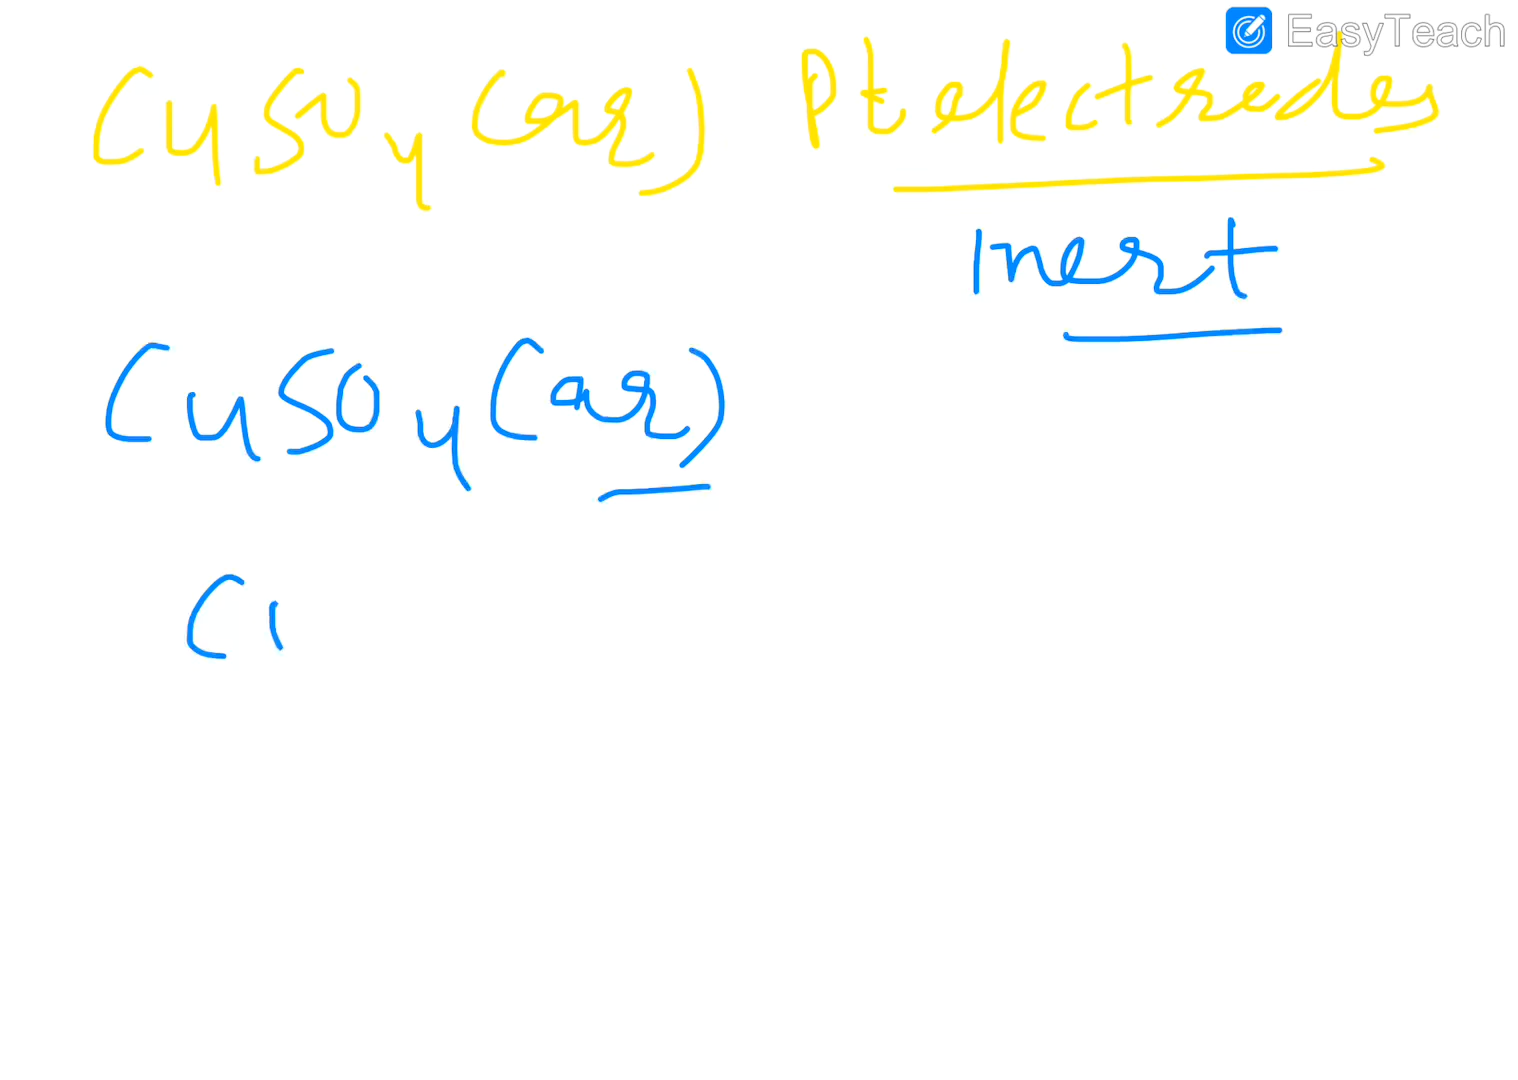 EasyTeach
CuSO4 (aq) Pt electrodes
Inert
CuSO4 (aq)
C